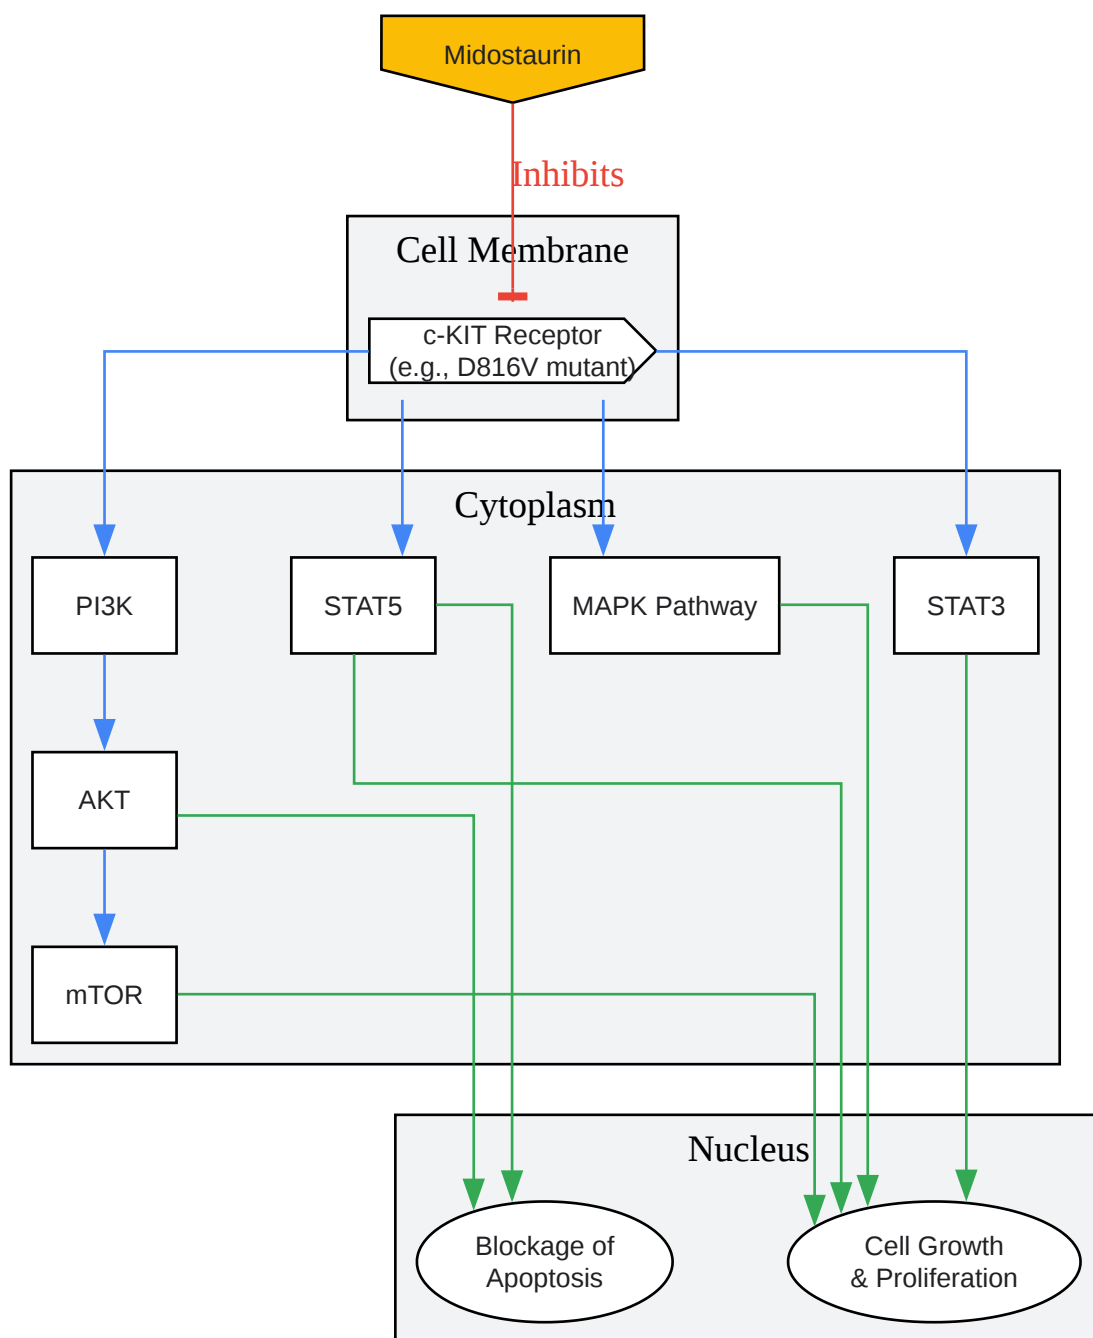 Midostaurin
Inhibits
Cell Membrane
c-KIT Receptor
(e.g., D816V mutant)
Cytoplasm
PI3K
STAT5
MAPK Pathway
STAT3
AKT
mTOR
Nucleus
Blockage of
Apoptosis
Cell Growth
& Proliferation